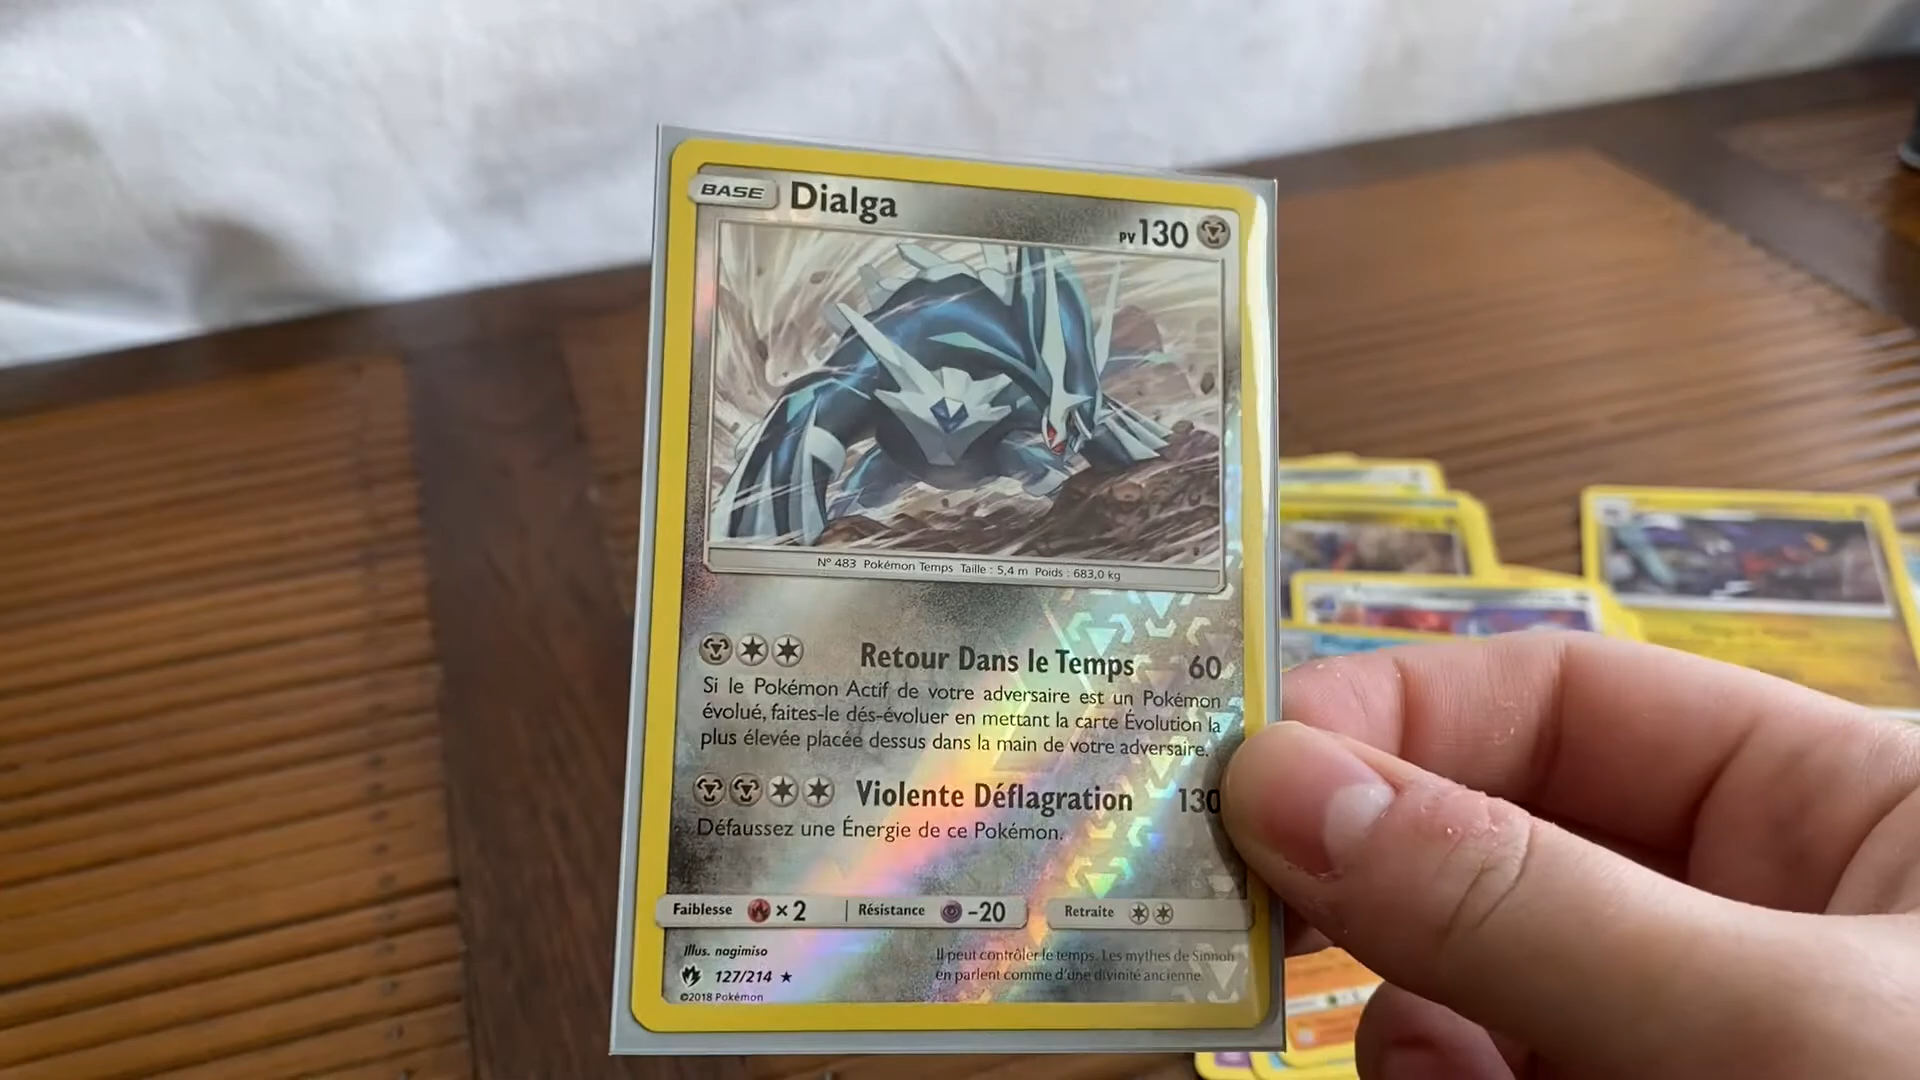 BASE Dialga
PV 130
N° 483 Pokémon Temps Taille : 5,4 m Poids : 683,0 kg
Retour Dans le Temps 60
Si le Pokémon Actif de votre adversaire est un Pokémon
évolué, faites-le dés-évoluer en mettant la carte Évolution la
plus élevée placée dessus dans la main de votre adversaire.
Violente Déflagration 130
Défaussez une Énergie de ce Pokémon.
Faiblesse ×2 Résistance -20 Retraite
Illus. nagimiso
127/214 ★
©2018 Pokémon
Il peut contrôler le temps. Les mythes de Sinnoh
en parlent comme d'une divinité ancienne.